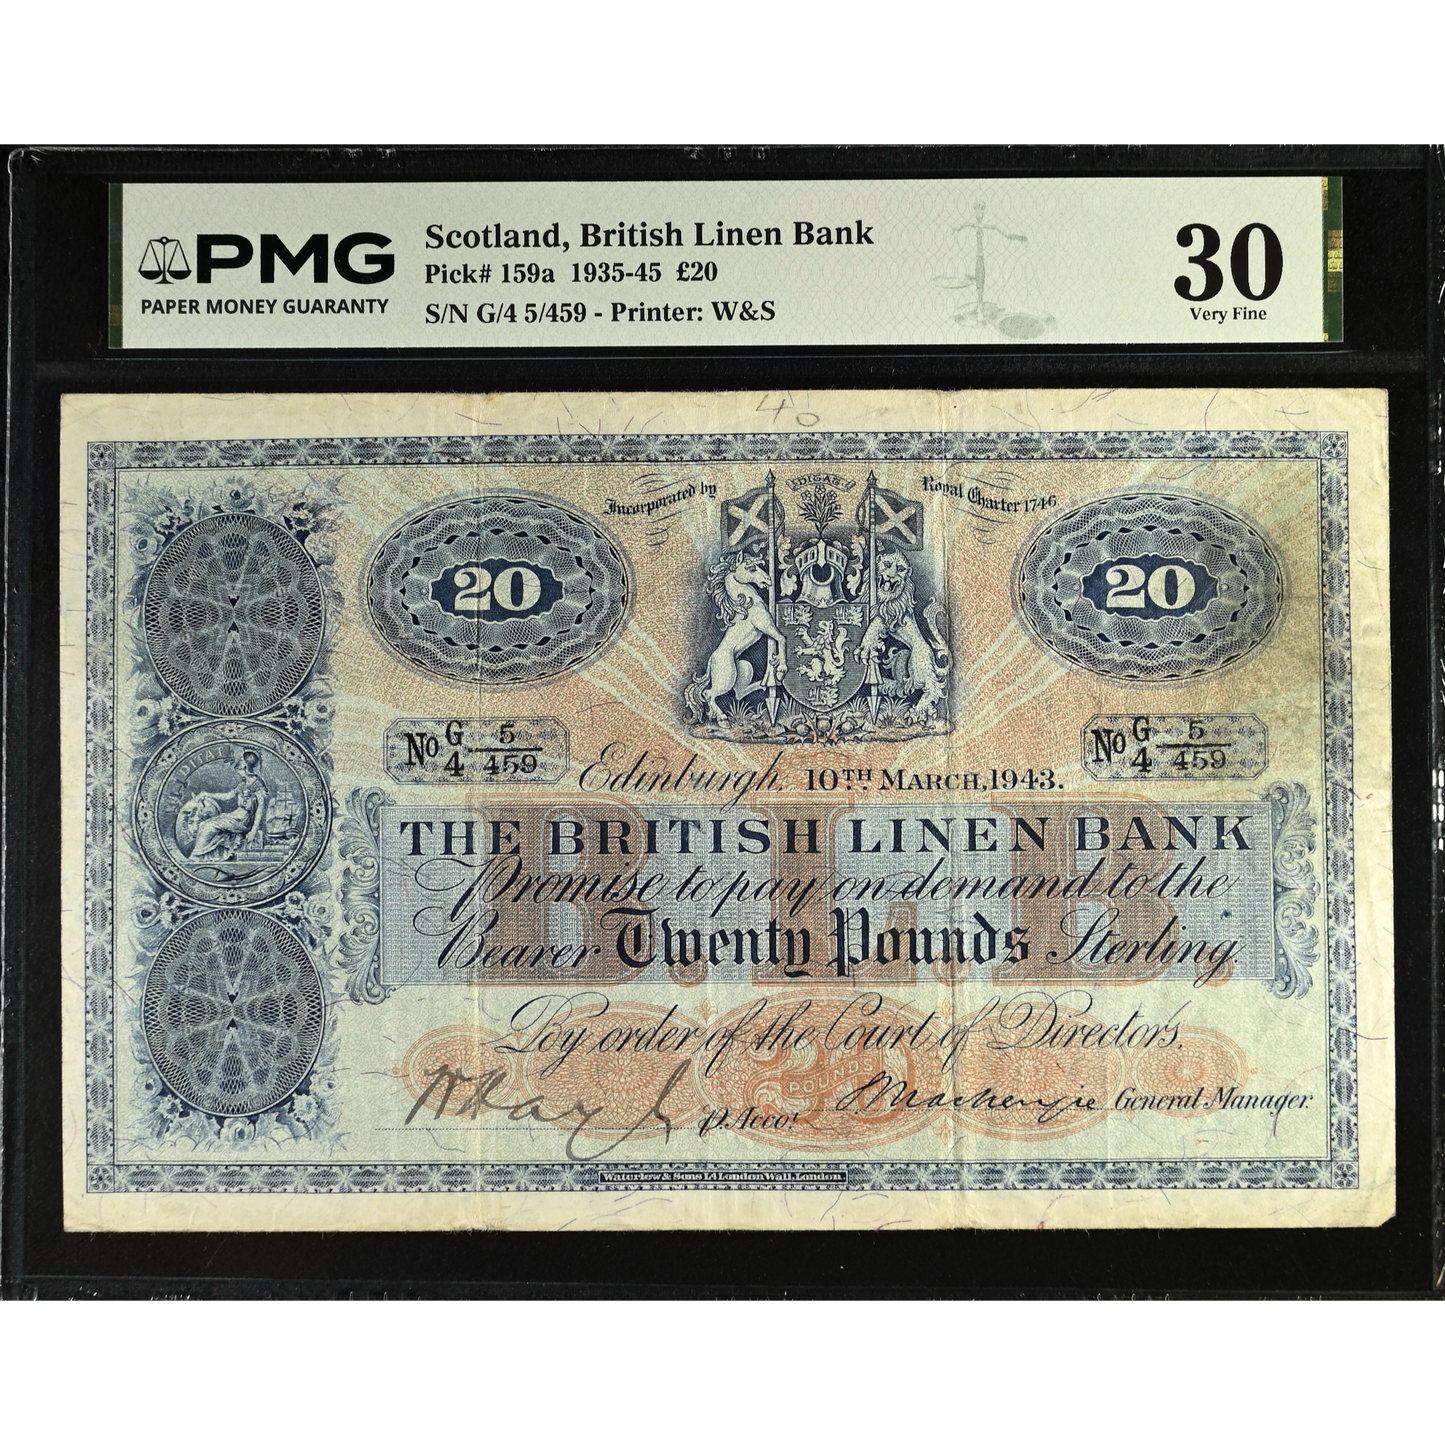 PMG
PAPER MONEY GUARANTY
Scotland, British Linen Bank
Pick# 159a 1935-45 £20
S/N G/4 5/459 - Printer: W&S
30
Very Fine
40
Incorporated by
DITAT
Royal Charter 1746
20
20
No G/4 5/459
No G/4 5/459
Edinburgh, 10TH MARCH, 1943.
B.L.B.
THE BRITISH LINEN BANK
Promise to pay on demand to the
Bearer Twenty Pounds Sterling.
By order of the Court of Directors.
20
POUNDS
P. Acco.t
Mackenzie General Manager.
Waterlow & Sons Ld London Wall, London.